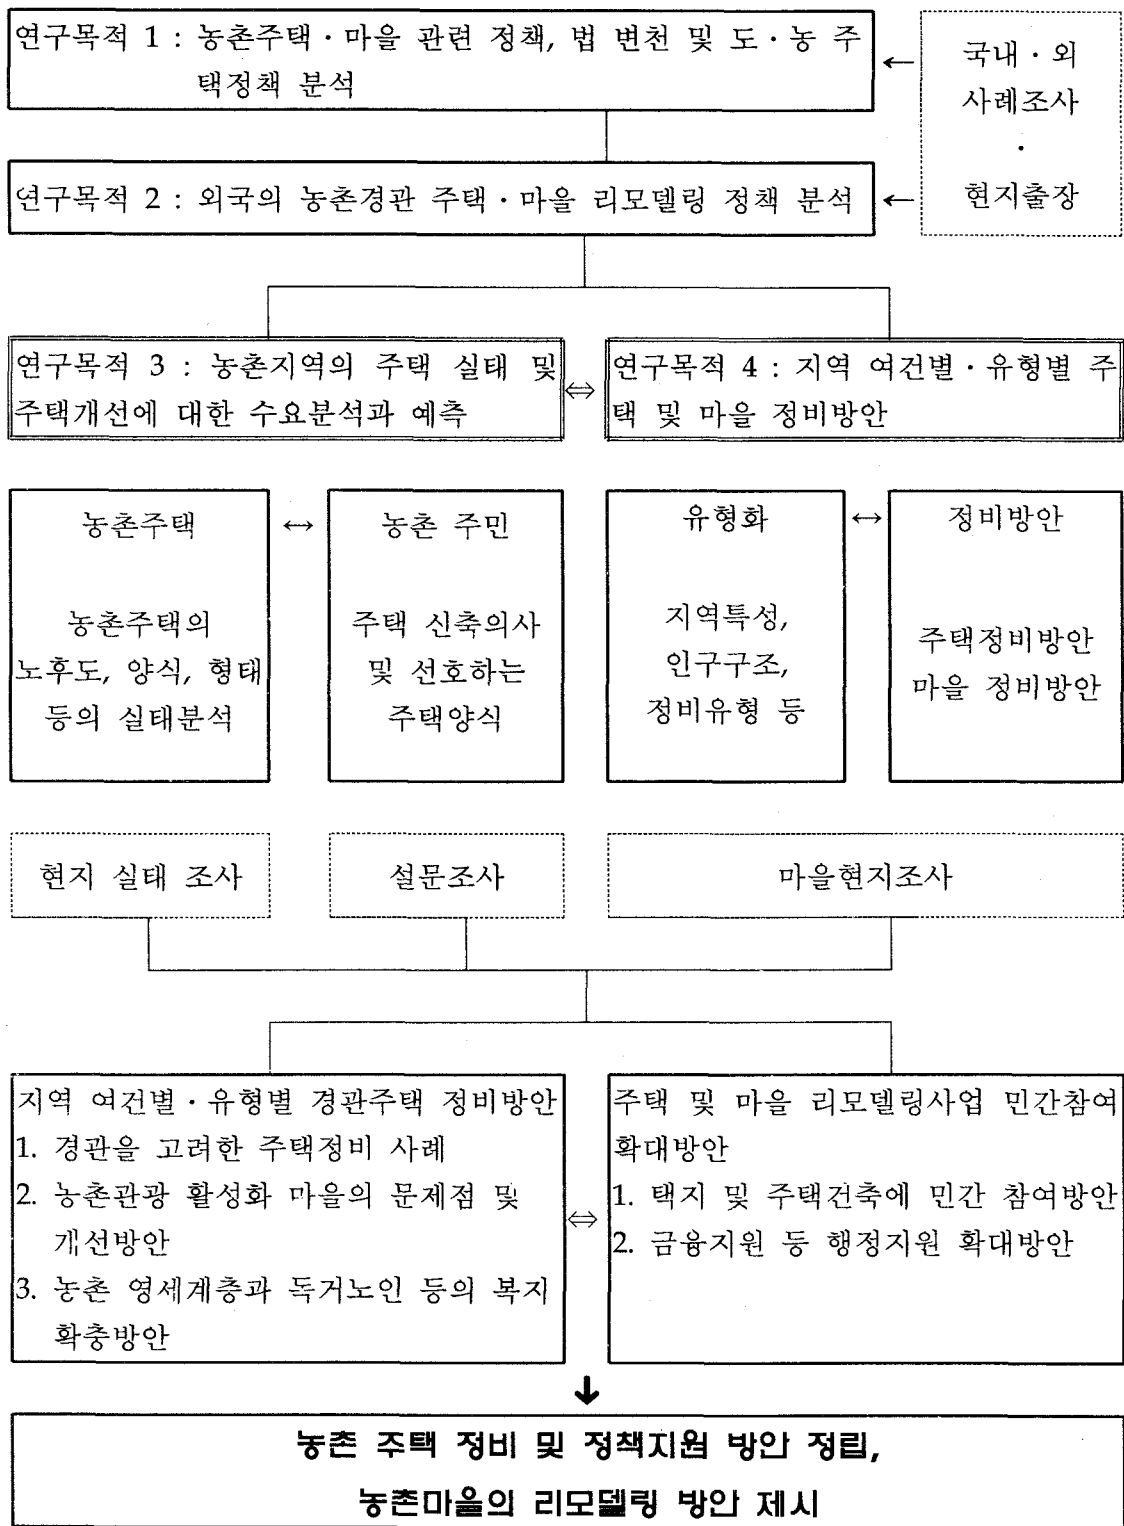 연구목적 1 : 농촌주택·마을 관련 정책, 법 변천 및 도·농 주
택정책 분석
←
국내·외
사례조사
·
현지출장
연구목적 2 : 외국의 농촌경관 주택·마을 리모델링 정책 분석
←
연구목적 3 : 농촌지역의 주택 실태 및
주택개선에 대한 수요분석과 예측
⇔
연구목적 4 : 지역 여건별·유형별 주
택 및 마을 정비방안
농촌주택
농촌주택의
노후도, 양식, 형태
등의 실태분석
↔
농촌 주민
주택 신축의사
및 선호하는
주택양식
유형화
지역특성,
인구구조,
정비유형 등
↔
정비방안
주택정비방안
마을 정비방안
현지 실태 조사
설문조사
마을현지조사
지역 여건별·유형별 경관주택 정비방안
1. 경관을 고려한 주택정비 사례
2. 농촌관광 활성화 마을의 문제점 및
개선방안
3. 농촌 영세계층과 독거노인 등의 복지
확충방안
⇔
주택 및 마을 리모델링사업 민간참여
확대방안
1. 택지 및 주택건축에 민간 참여방안
2. 금융지원 등 행정지원 확대방안
↓
농촌 주택 정비 및 정책지원 방안 정립,
농촌마을의 리모델링 방안 제시